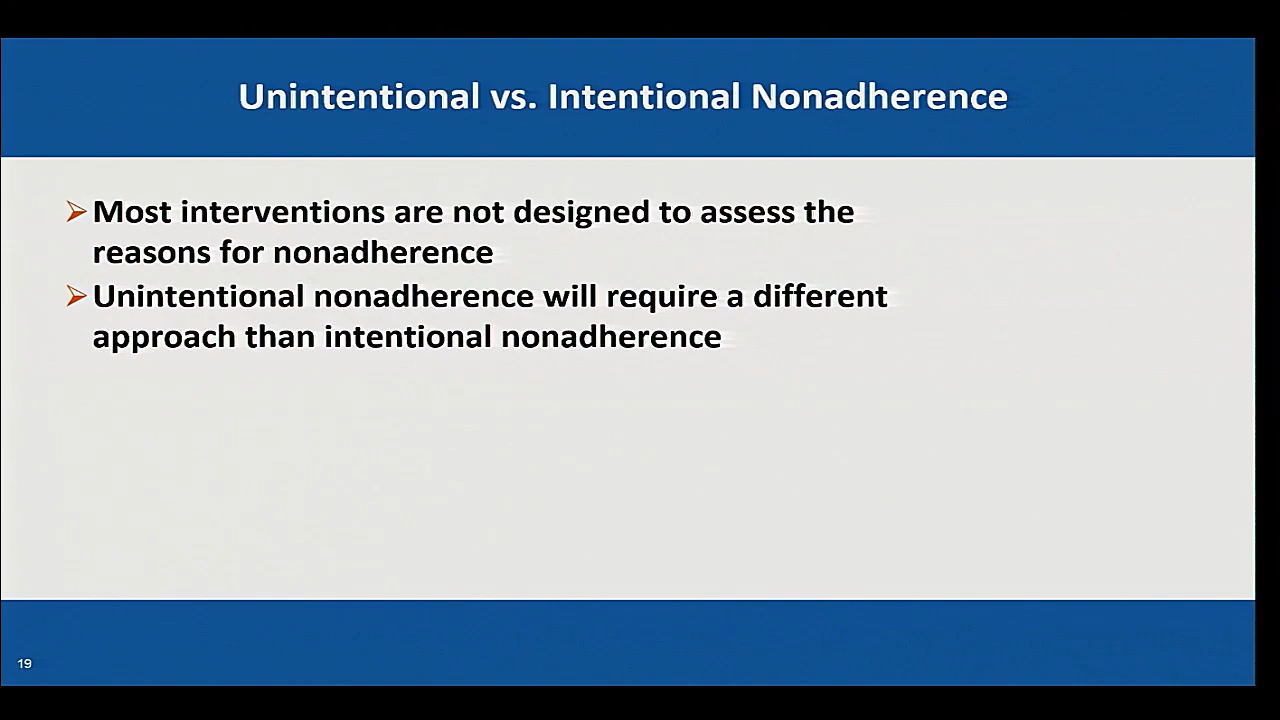 Unintentional vs. Intentional Nonadherence
Most interventions are not designed to assess the
reasons for nonadherence
Unintentional nonadherence will require a different
approach than intentional nonadherence
19